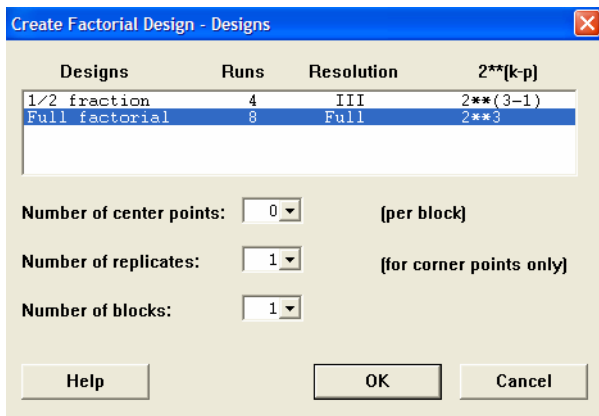 Create Factorial Design - Designs
Designs Runs Resolution 2**(k-p)
1/2 fraction 4 III 2**(3-1)
Full factorial 8 Full 2**3
Number of center points: 0 (per block)
Number of replicates: 1 (for corner points only)
Number of blocks: 1
Help OK Cancel